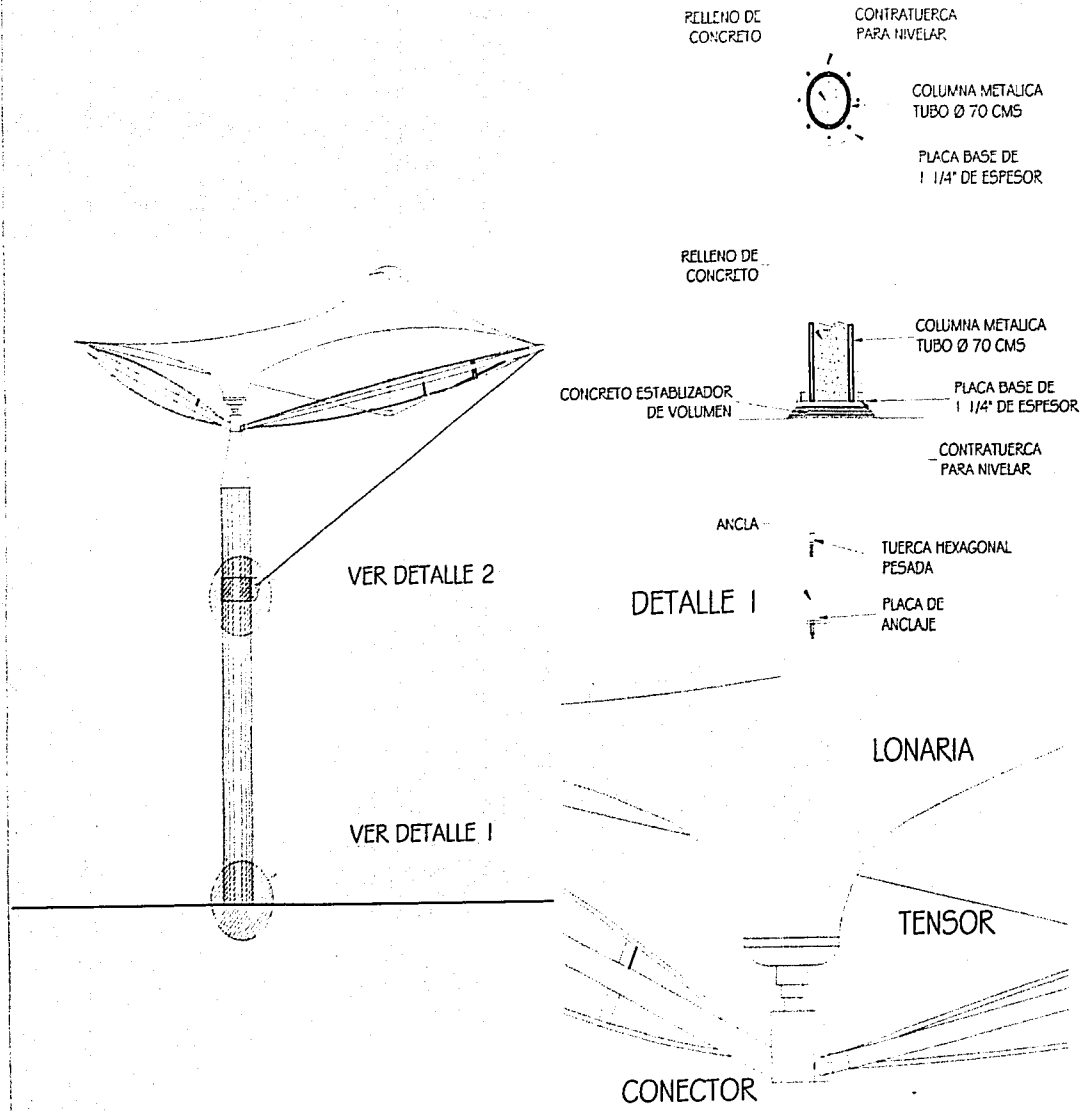 RELLENO DE
CONCRETO
CONTRATUERCA
PARA NIVELAR
COLUMNA METALICA
TUBO Ø 70 CMS
PLACA BASE DE
1 1/4" DE ESPESOR
RELLENO DE
CONCRETO
COLUMNA METALICA
TUBO Ø 70 CMS
CONCRETO ESTABLIZADOR
DE VOLUMEN
PLACA BASE DE
1 1/4" DE ESPESOR
CONTRATUERCA
PARA NIVELAR
ANCLA
TUERCA HEXAGONAL
PESADA
DETALLE 1
PLACA DE
ANCLAJE
VER DETALLE 2
VER DETALLE 1
LONARIA
TENSOR
CONECTOR